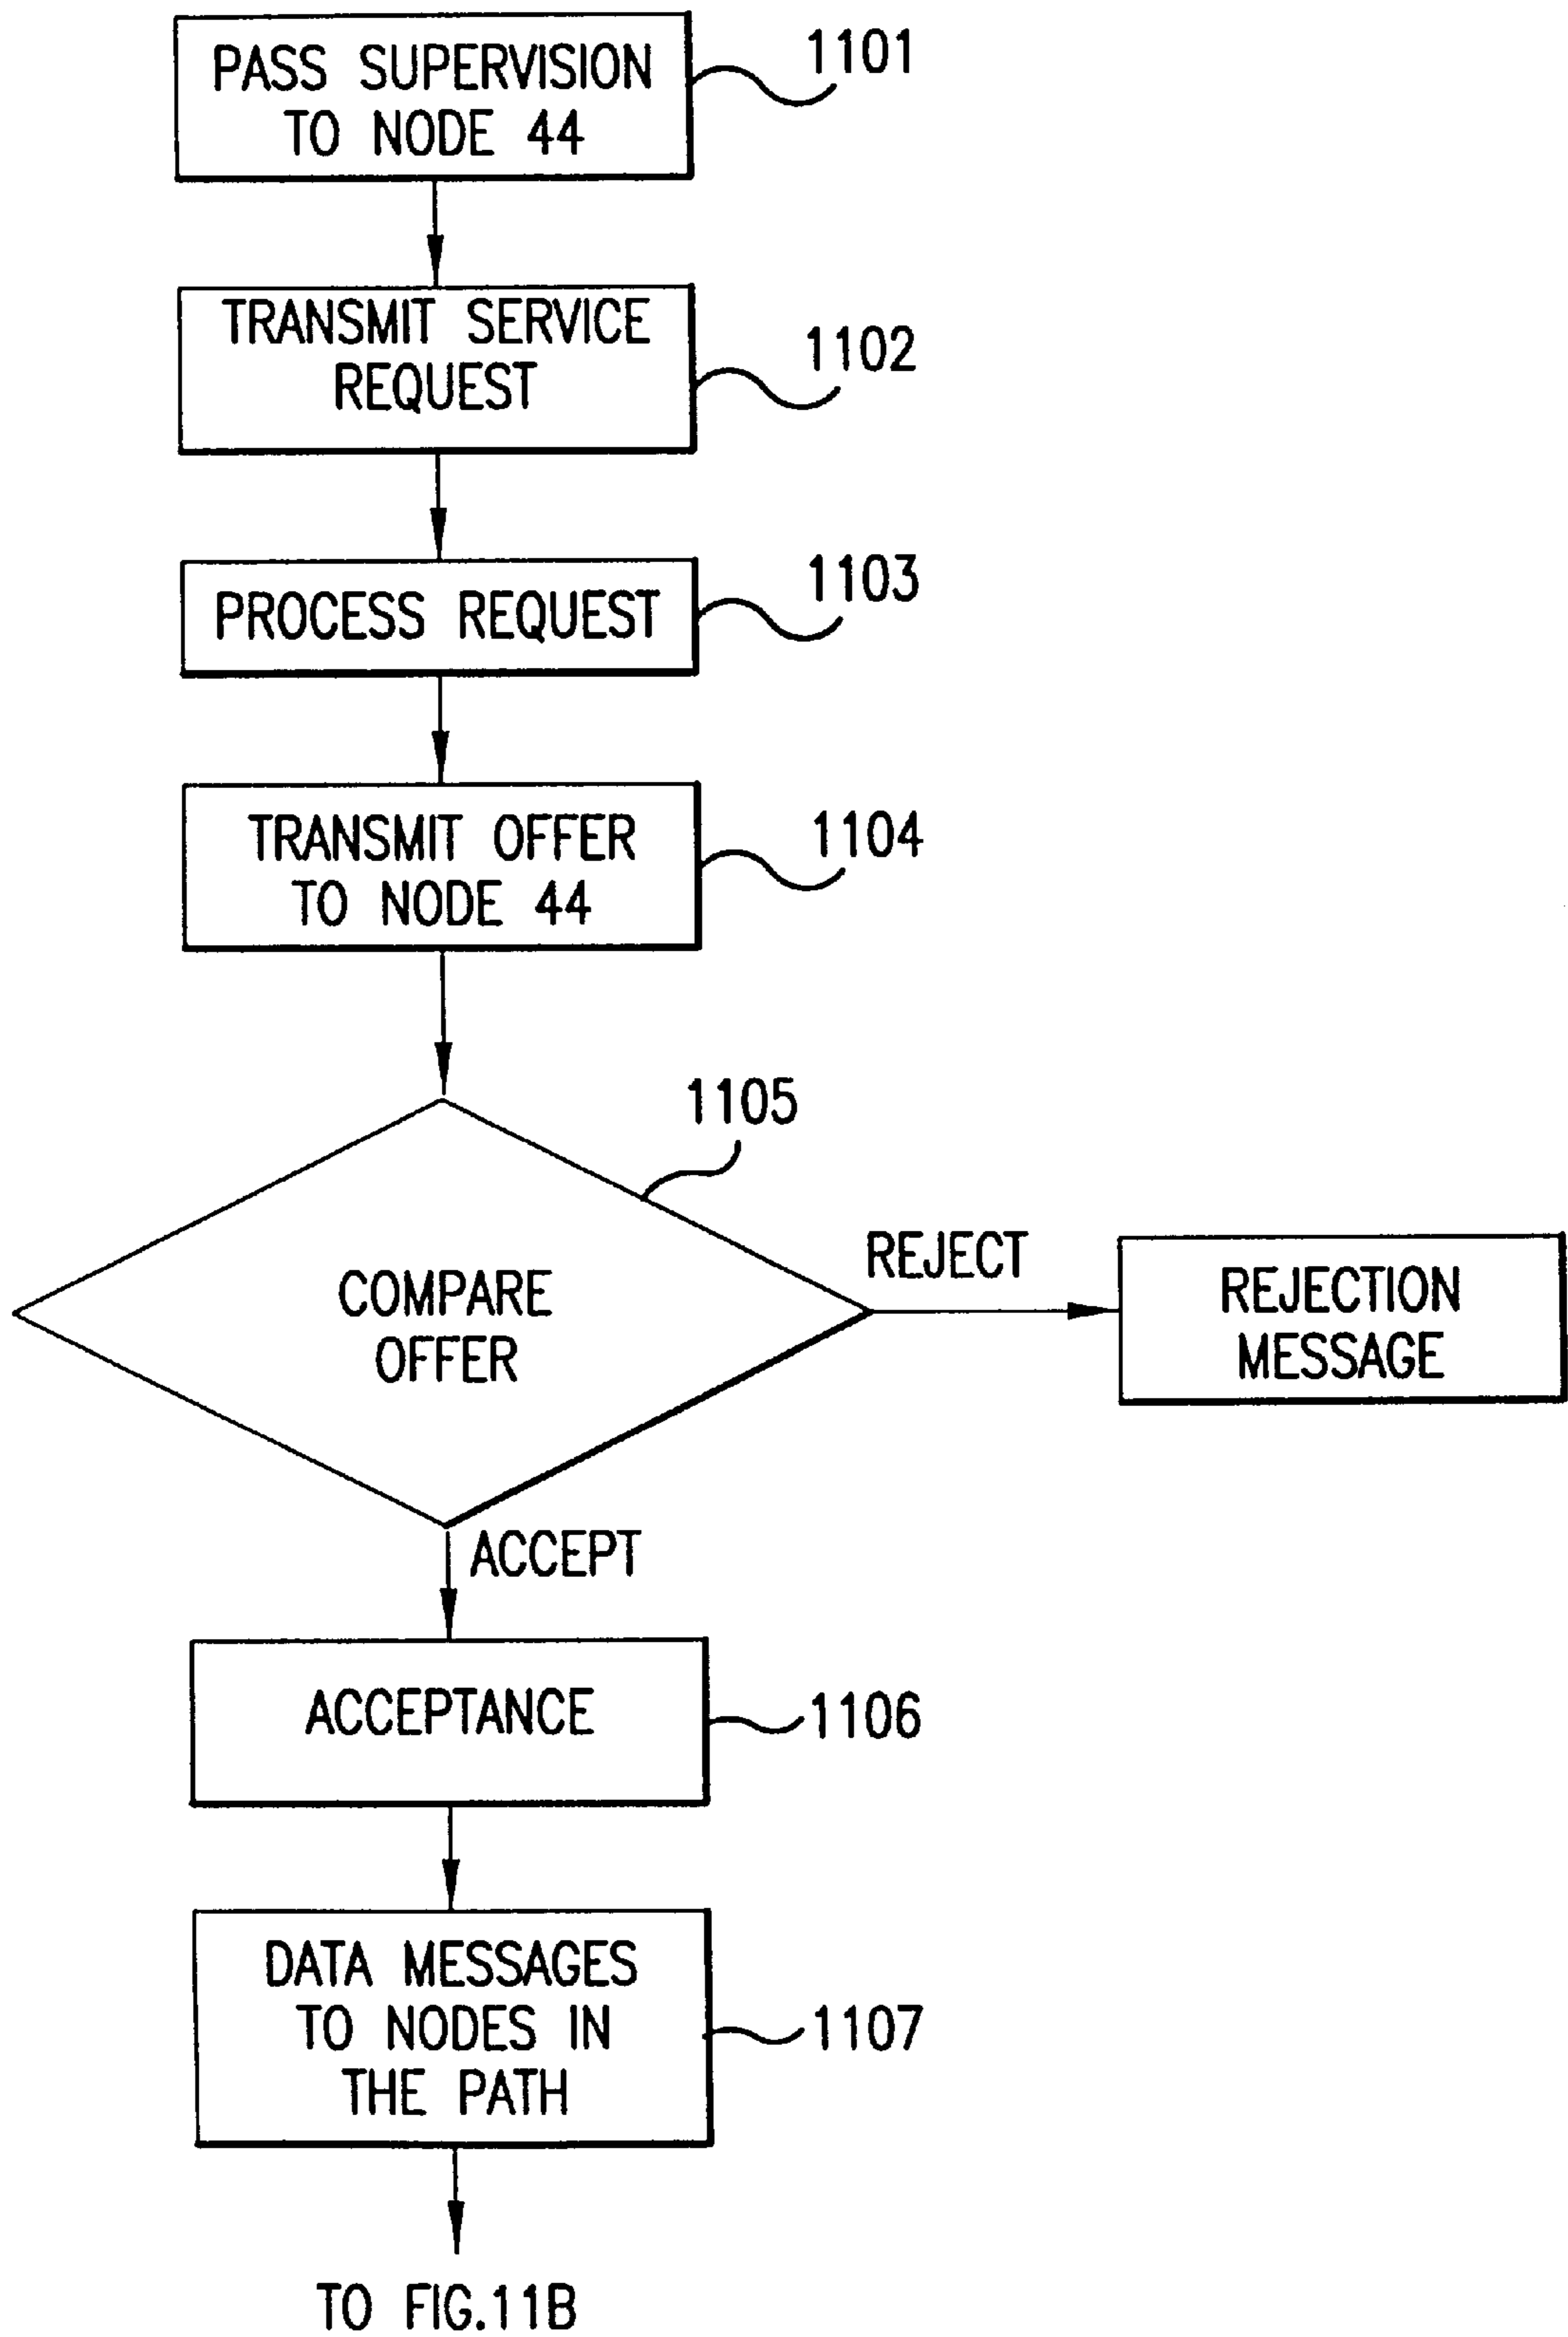 PASS SUPERVISION
TO NODE 44
1101
TRANSMIT SERVICE
REQUEST
1102
PROCESS REQUEST
1103
TRANSMIT OFFER
TO NODE 44
1104
1105
COMPARE
OFFER
REJECT
REJECTION
MESSAGE
ACCEPT
ACCEPTANCE
1106
DATA MESSAGES
TO NODES IN
THE PATH
1107
TO FIG.11B